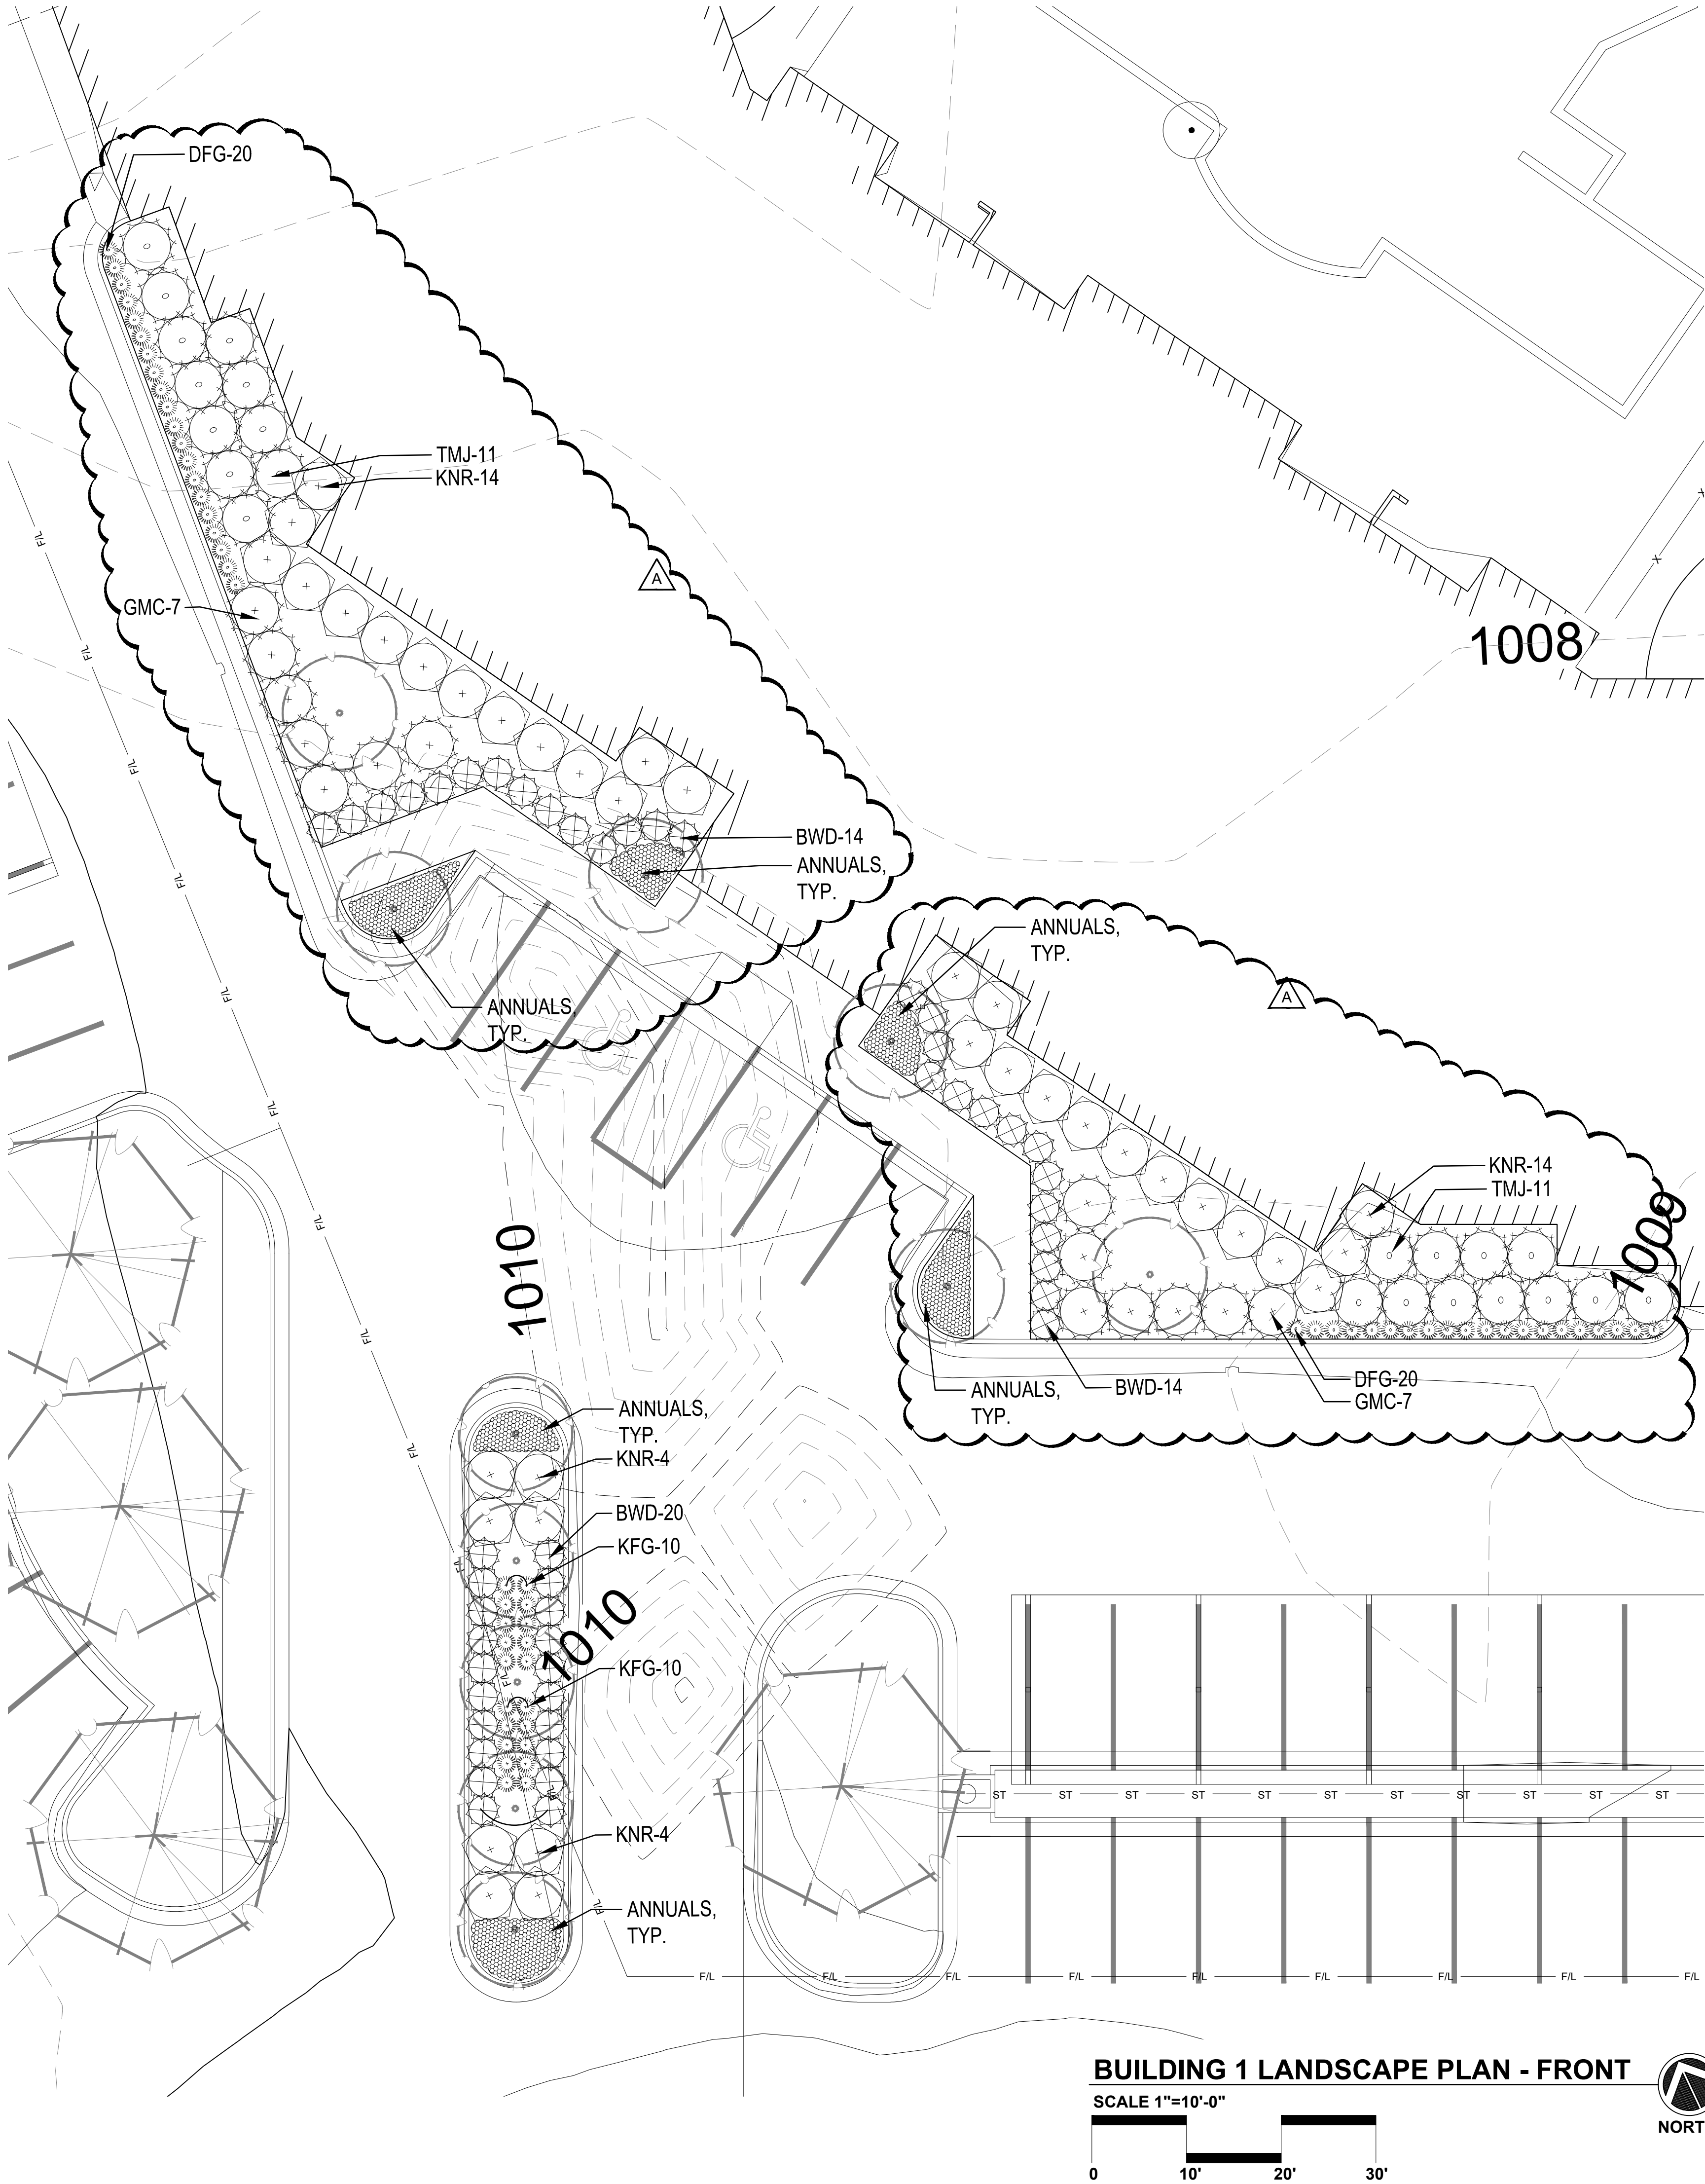 DFG-20
TMJ-11
KNR-14
F/L
A
GMC-7
1008
F/L
X
X
F/L
BWD-14
ANNUALS,
TYP.
F/L
ANNUALS,
TYP.
F/L
ANNUALS,
TYP.
A
F/L
F/L
KNR-14
TMJ-11
1009
1010
F/L
DFG-20
GMC-7
BWD-14
ANNUALS,
TYP.
ANNUALS,
TYP.
F/L
KNR-4
BWD-20
KFG-10
F/L
1010
KFG-10
F/L
F/L
ST ST ST ST ST ST ST ST ST ST ST
KNR-4
ANNUALS,
TYP.
F/L
F/L F/L F/L F/L F/L F/L F/L F/L F/L
BUILDING 1 LANDSCAPE PLAN - FRONT
SCALE 1"=10'-0"
NORT
0 10' 20' 30'